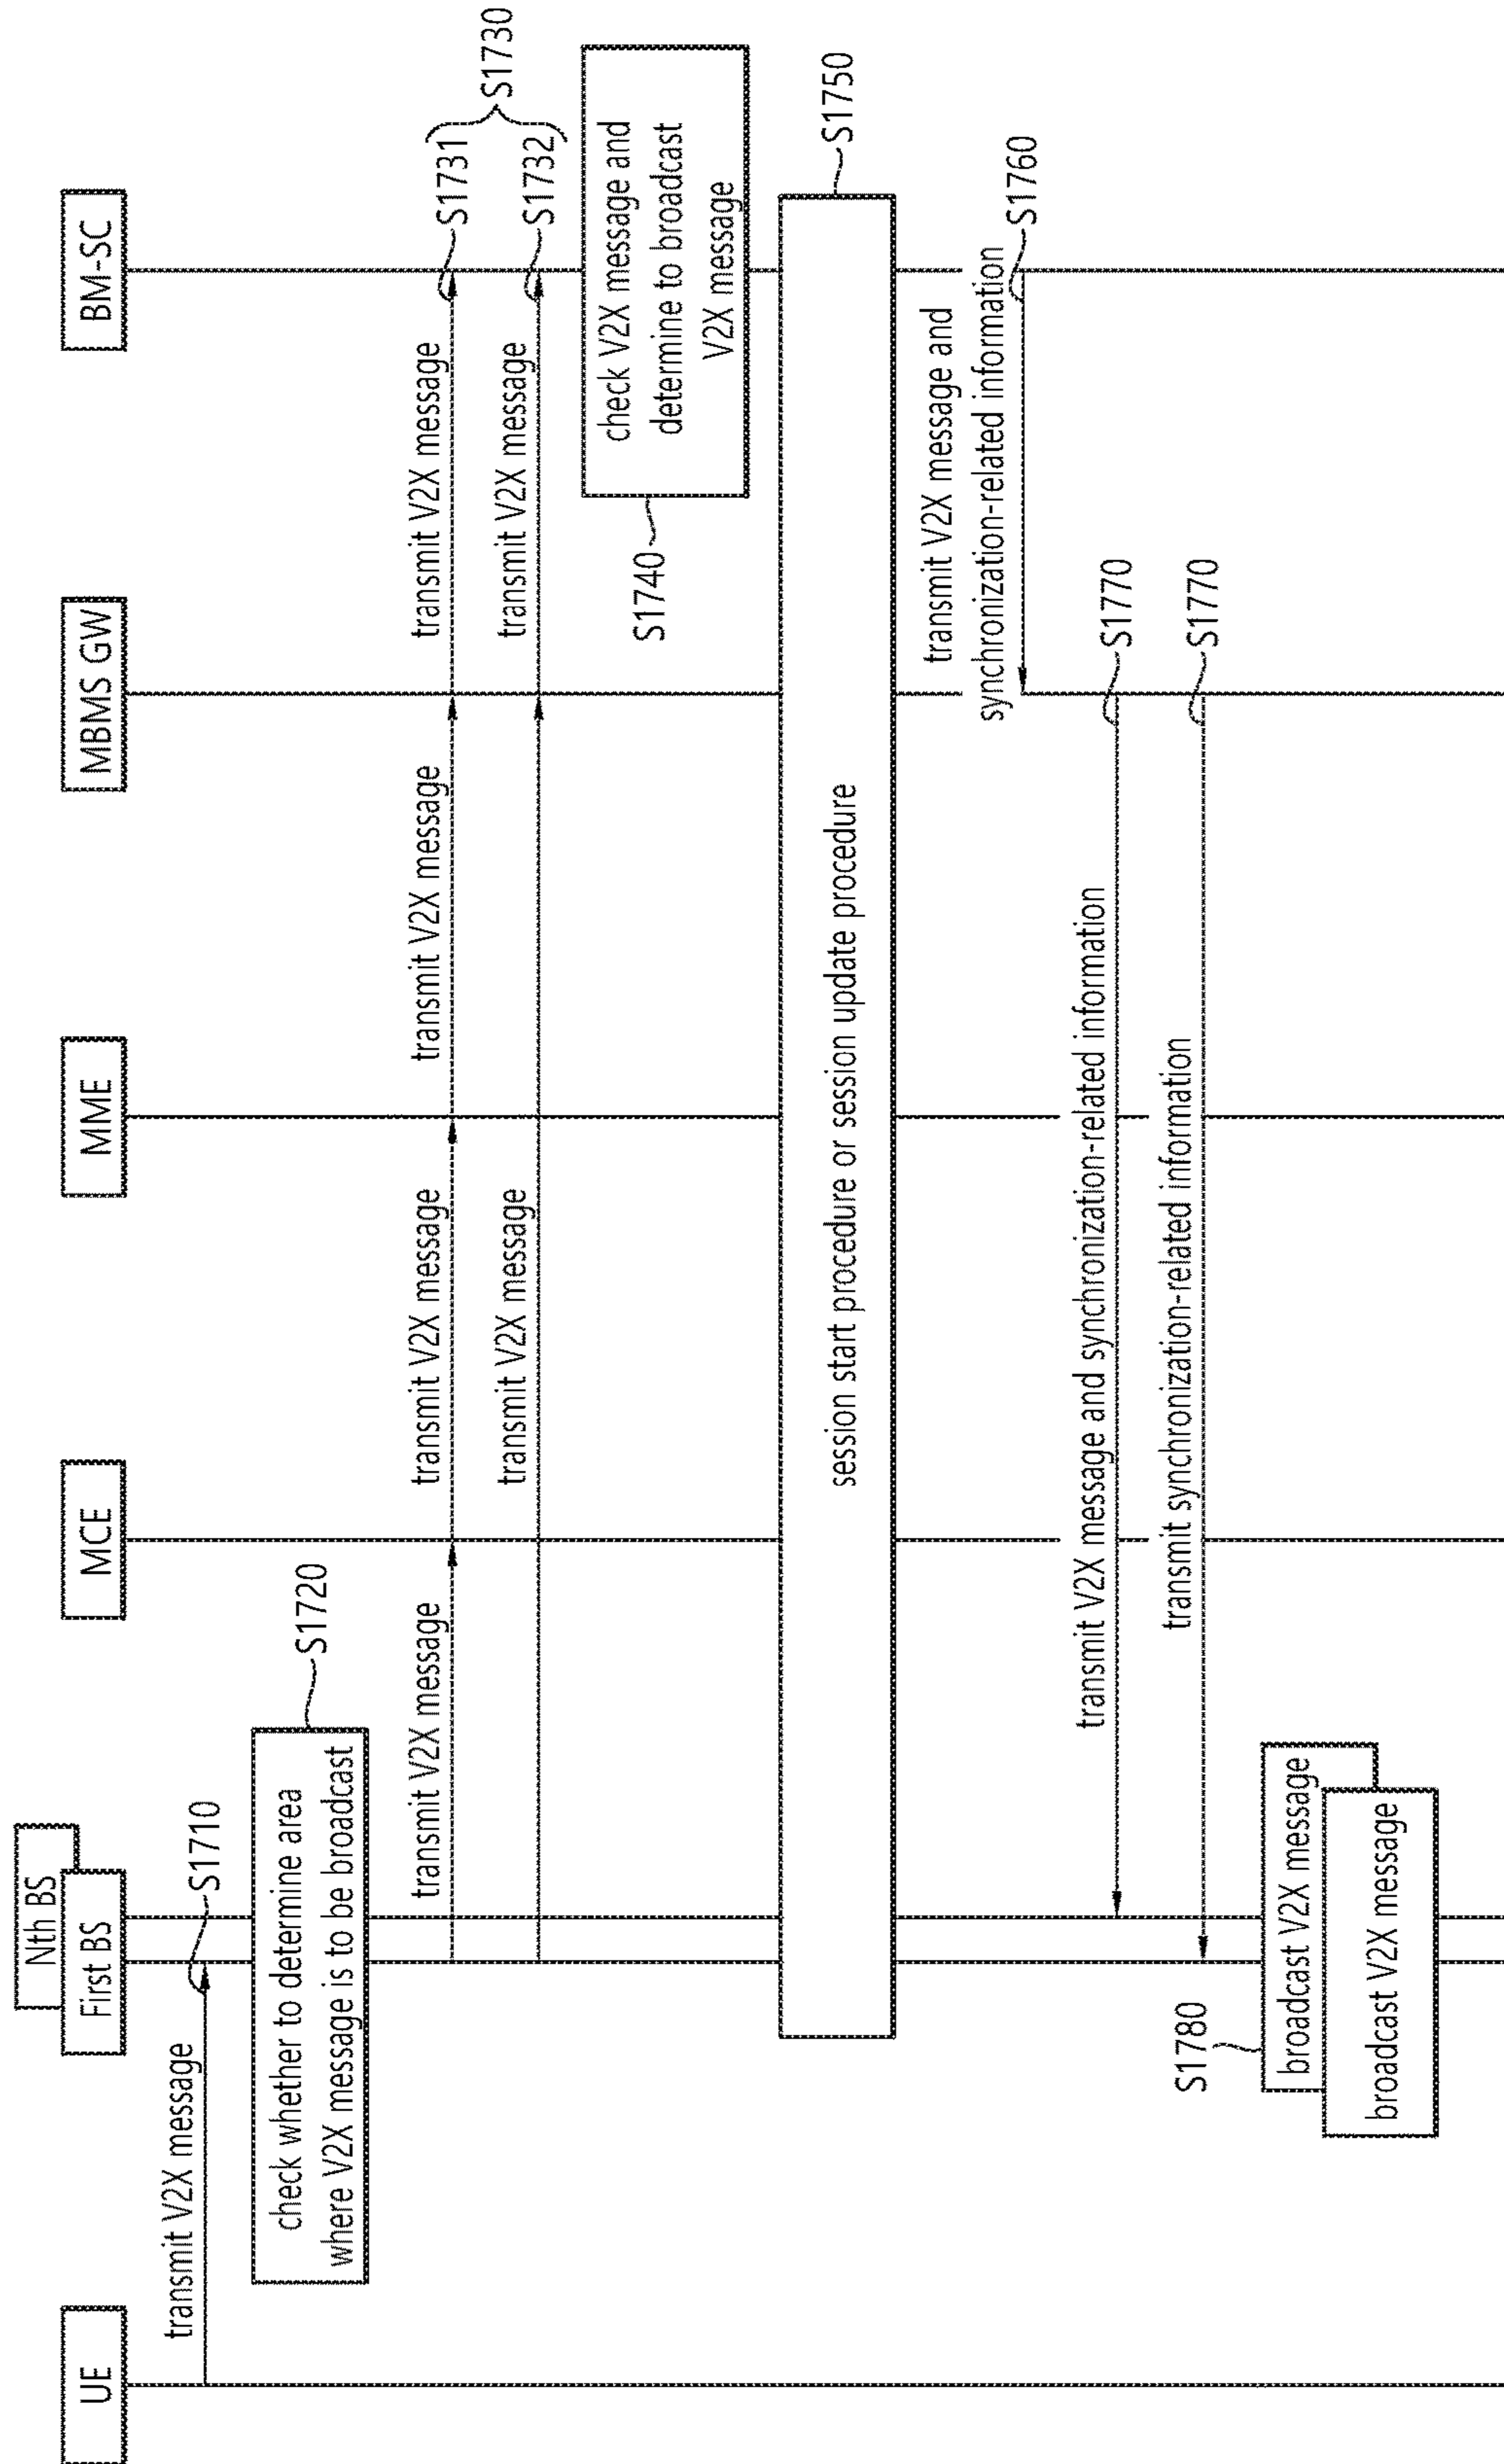 UE
Nth BS
First BS
MCE
MME
MBMS GW
BM-SC
transmit V2X message
S1710
check whether to determine area
where V2X message is to be broadcast
S1720
transmit V2X message
transmit V2X message
transmit V2X message
transmit V2X message
S1731
transmit V2X message
transmit V2X message
S1732
S1730
S1740
check V2X message and
determine to broadcast
V2X message
session start procedure or session update procedure
S1750
transmit V2X message and
synchronization-related information
S1760
transmit V2X message and synchronization-related information
S1770
transmit synchronization-related information
S1770
S1780
broadcast V2X message
broadcast V2X message